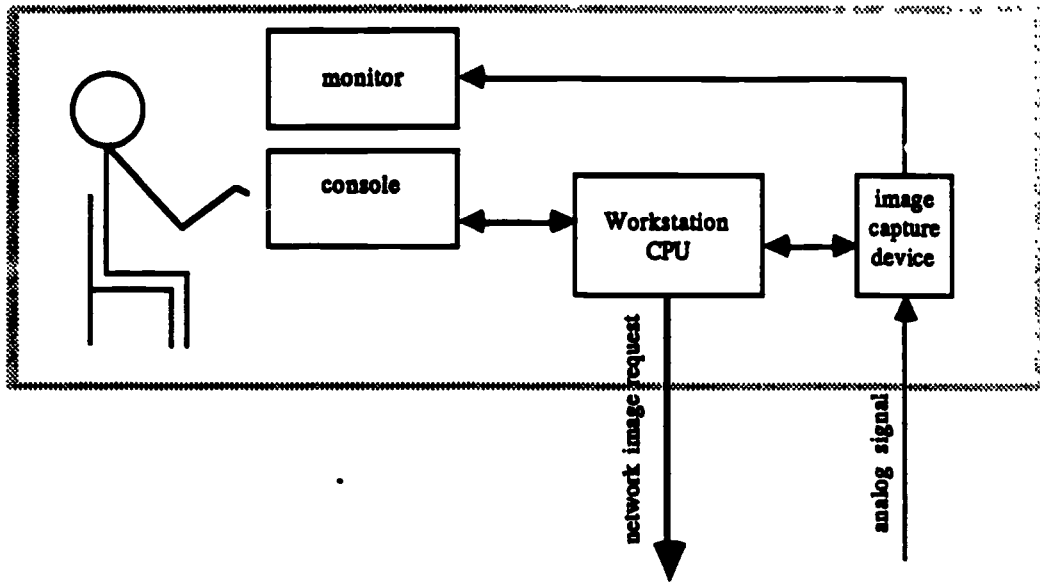 monitor
console
Workstation
CPU
image
capture
device
network image request
analog signal